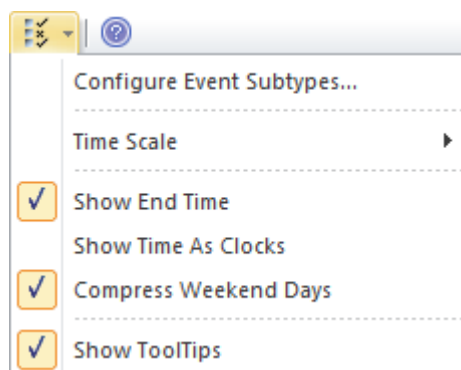 Configure Event Subtypes...
Time Scale
Show End Time
Show Time As Clocks
Compress Weekend Days
Show ToolTips